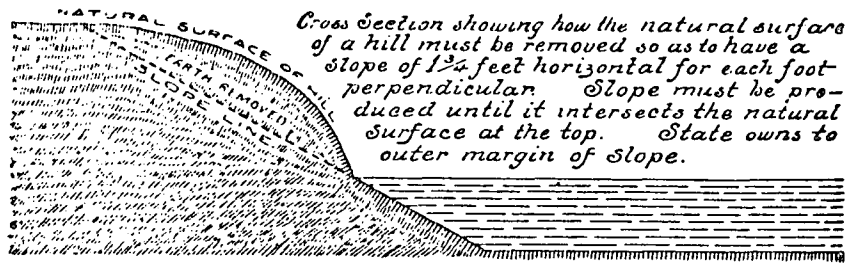 NATURAL SURFACE OF HILL
EARTH REMOVED
SLOPE LINE
Cross Section showing how the natural surface
of a hill must be removed so as to have a
slope of 1 3/4 feet horizontal for each foot
perpendicular. Slope must be pro-
duced until it intersects the natural
surface at the top. State owns to
outer margin of slope.